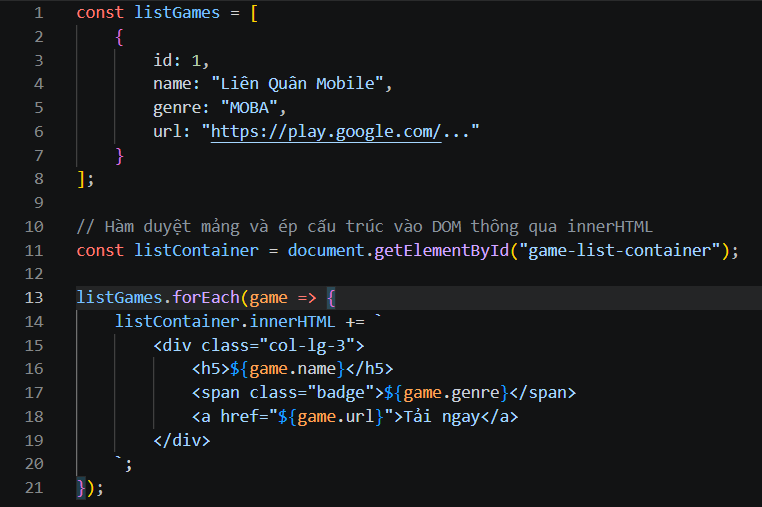 1 const listGames = [
2     {
3         id: 1,
4         name: "Liên Quân Mobile",
5         genre: "MOBA",
6         url: "https://play.google.com/..."
7     }
8 ];
9
10 // Hàm duyệt mảng và ép cấu trúc vào DOM thông qua innerHTML
11 const listContainer = document.getElementById("game-list-container");
12
13 listGames.forEach(game => {
14     listContainer.innerHTML += `
15         <div class="col-lg-3">
16             <h5>${game.name}</h5>
17             <span class="badge">${game.genre}</span>
18             <a href="${game.url}">Tải ngay</a>
19         </div>
20     `;
21 });